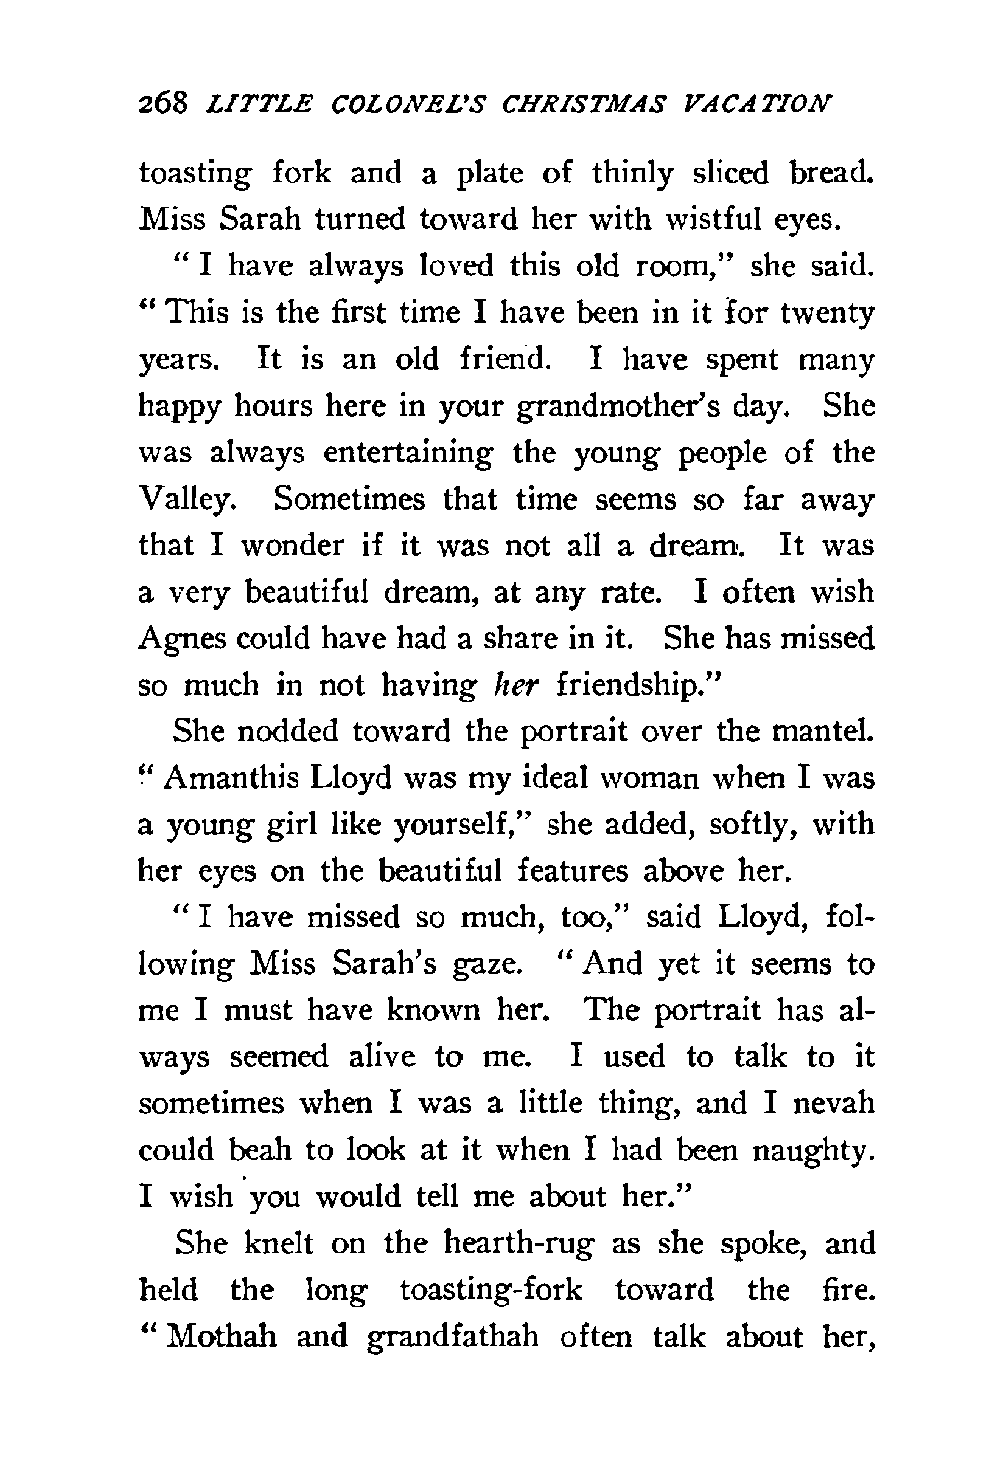 268 LITTLE COLONEL'S CHRISTMAS VACATION
toasting fork and a plate of thinly sliced bread.
Miss Sarah turned toward her with wistful eyes.
" I have always loved this old room," she said.
" This is the first time I have been in it for twenty
years. It is an old friend. I have spent many
happy hours here in your grandmother's day. She
was always entertaining the young people of the
Valley. Sometimes that time seems so far away
that I wonder if it was not all a dream. It was
a very beautiful dream, at any rate. I often wish
Agnes could have had a share in it. She has missed
so much in not having her friendship."
She nodded toward the portrait over the mantel.
" Amanthis Lloyd was my ideal woman when I was
a young girl like yourself," she added, softly, with
her eyes on the beautiful features above her.
" I have missed so much, too," said Lloyd, fol-
lowing Miss Sarah's gaze. " And yet it seems to
me I must have known her. The portrait has al-
ways seemed alive to me. I used to talk to it
sometimes when I was a little thing, and I nevah
could beah to look at it when I had been naughty.
I wish you would tell me about her."
She knelt on the hearth-rug as she spoke, and
held the long toasting-fork toward the fire.
" Mothah and grandfathah often talk about her,